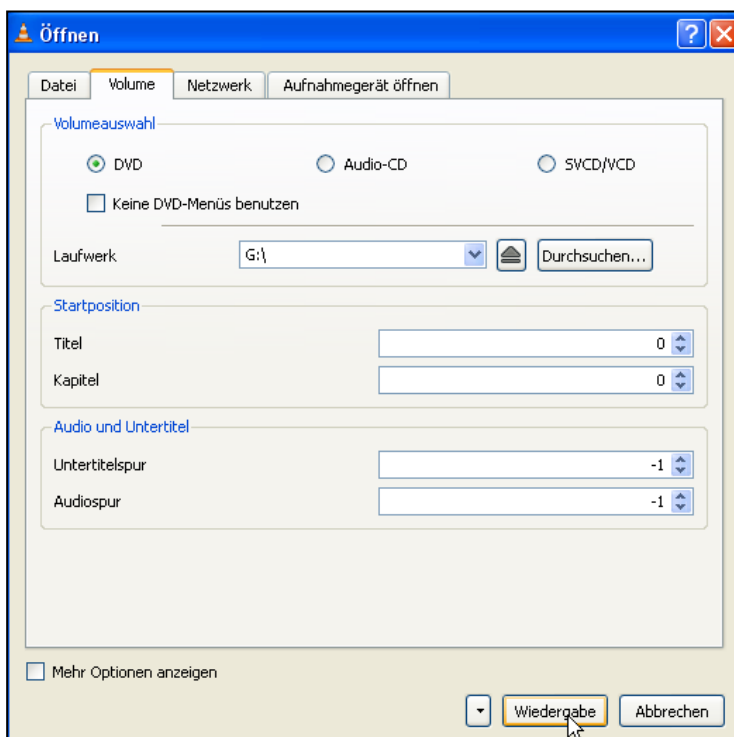 Öffnen
Datei Volume Netzwerk Aufnahmegerät öffnen
Volumeauswahl
DVD Audio-CD SVCD/VCD
Keine DVD-Menüs benutzen
Laufwerk G:\ Durchsuchen...
Startposition
Titel 0
Kapitel 0
Audio und Untertitel
Untertitelspur -1
Audiospur -1
Mehr Optionen anzeigen
Wiedergabe Abbrechen